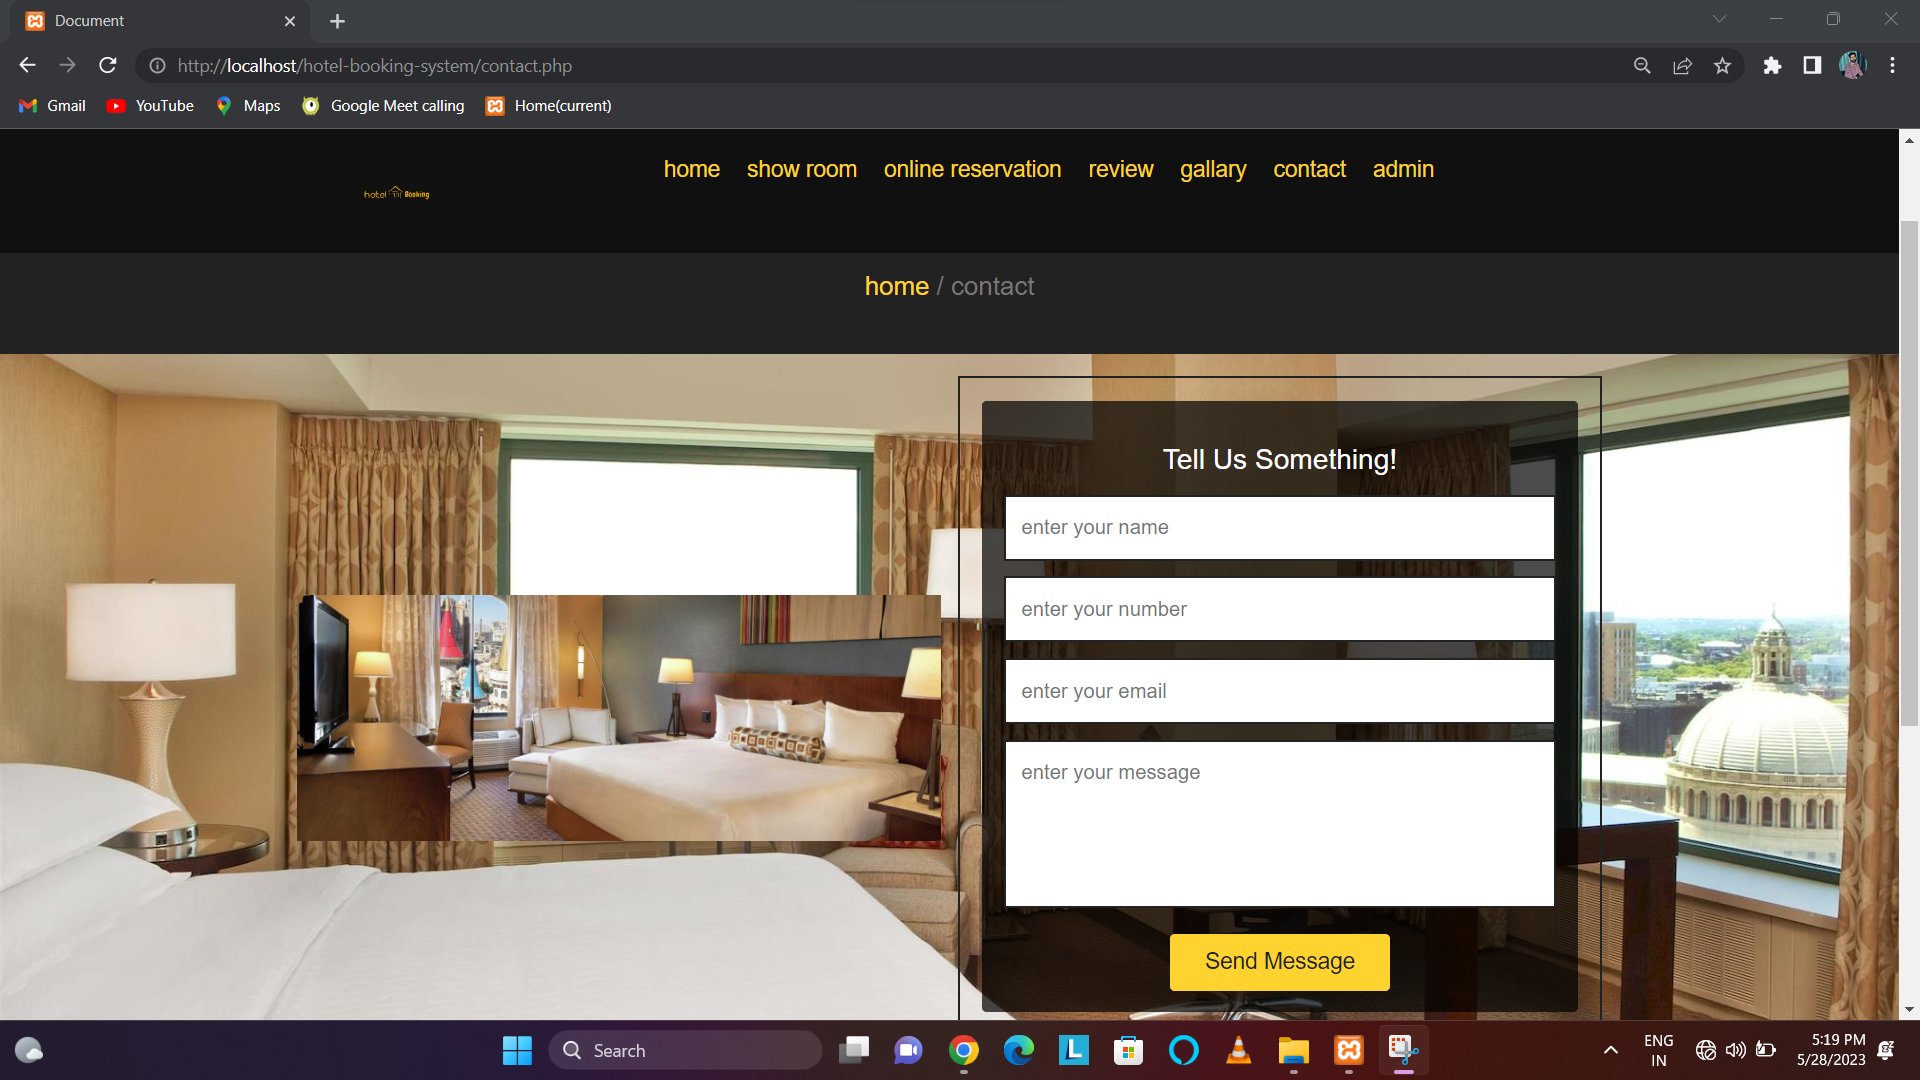 Document
http://localhost/hotel-booking-system/contact.php
Gmail YouTube Maps Google Meet calling Home(current)
hotel Booking
home show room online reservation review gallary contact admin
home / contact
Tell Us Something!
enter your name
enter your number
enter your email
enter your message
Send Message
Search
L
ENG
IN
5:19 PM
5/28/2023